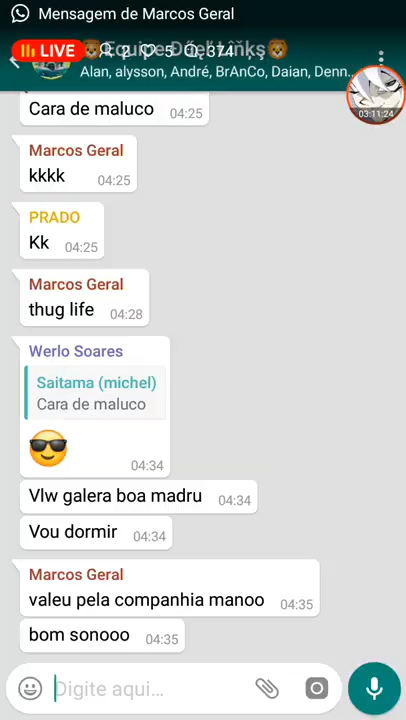 Mensagem de Marcos Geral
LIVE 2 5 374
Alan, alysson, André, BrAnCo, Daian, Denn...
03:11:24
Cara de maluco 04:25
Marcos Geral
kkkk 04:25
PRADO
Kk 04:25
Marcos Geral
thug life 04:28
Werlo Soares
Saitama (michel)
Cara de maluco
04:34
Vlw galera boa madru 04:34
Vou dormir 04:34
Marcos Geral
valeu pela companhia manoo 04:35
bom sonooo 04:35
Digite aqui...